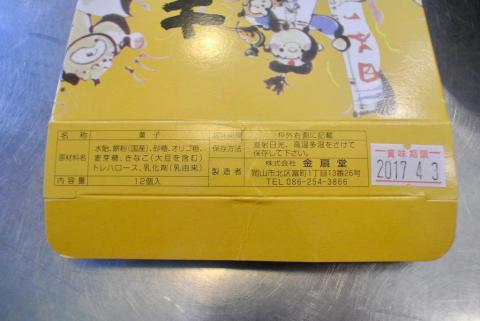 名称 菓子
原材料名 水飴、餅粉(国産)、砂糖、オリゴ糖、
麦芽糖、きなこ(大豆を含む)
トレハロース、乳化剤(乳由来)
内容量 12個入
賞味期限 枠外右側に記載
保存方法 直射日光、高温多湿をさけて
保存して下さい。
製造者 株式会社 金扇堂
岡山市北区富町1丁目13番26号
TEL 086-254-3866
賞味期限
2017 4 3